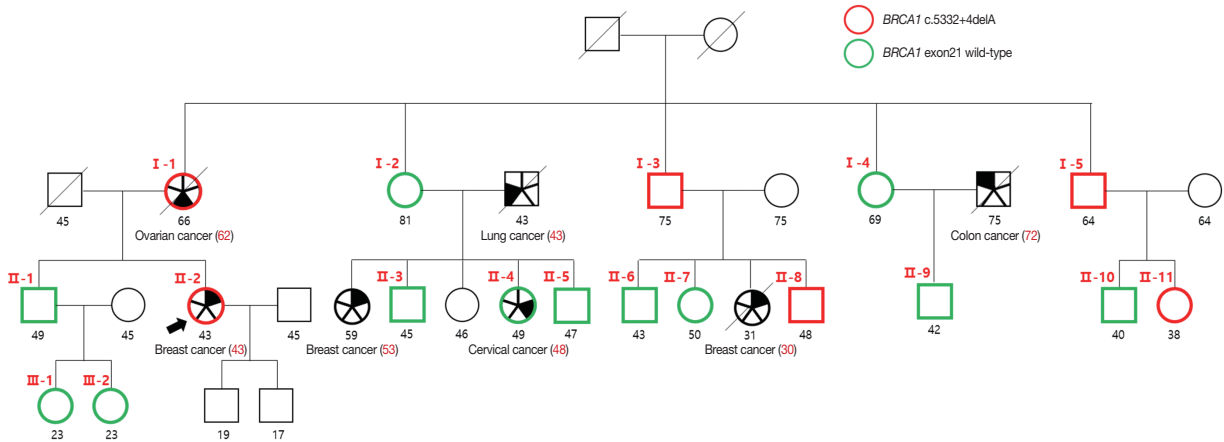 BRCA1 c.5332+4delA
BRCA1 exon21 wild-type
I-1 I-2 I-3 I-4 I-5
45 66 81 43 75 75 69 75 64 64
Ovarian cancer (62) Lung cancer (43) Colon cancer (72)
II-1 II-2 II-3 II-4 II-5 II-6 II-7 II-8 II-9 II-10 II-11
49 45 43 45 59 45 46 49 47 43 50 31 48 42 40 38
Breast cancer (43) Breast cancer (53) Cervical cancer (48) Breast cancer (30)
III-1 III-2
23 23 19 17